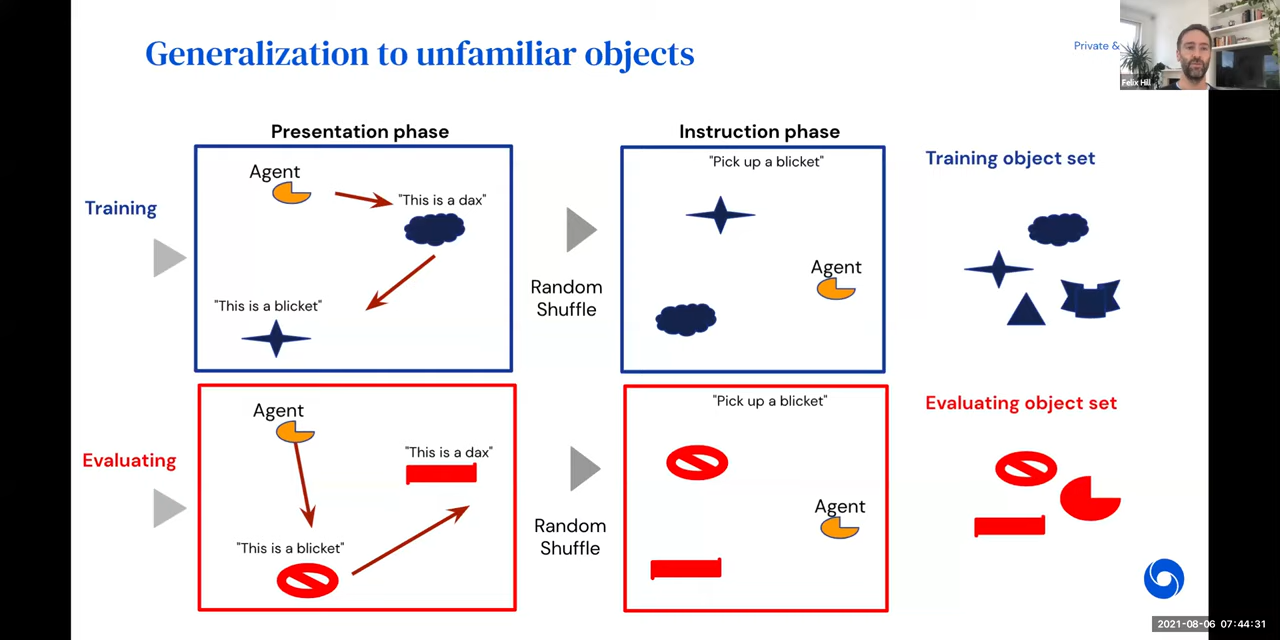 Generalization to unfamiliar objects
Private &
Felix Hill
Presentation phase
Instruction phase
Training object set
Training
Agent
"This is a dax"
"This is a blicket"
Random
Shuffle
"Pick up a blicket"
Agent
Evaluating object set
Evaluating
Agent
"This is a dax"
"This is a blicket"
Random
Shuffle
"Pick up a blicket"
Agent
2021-08-06 07:44:31